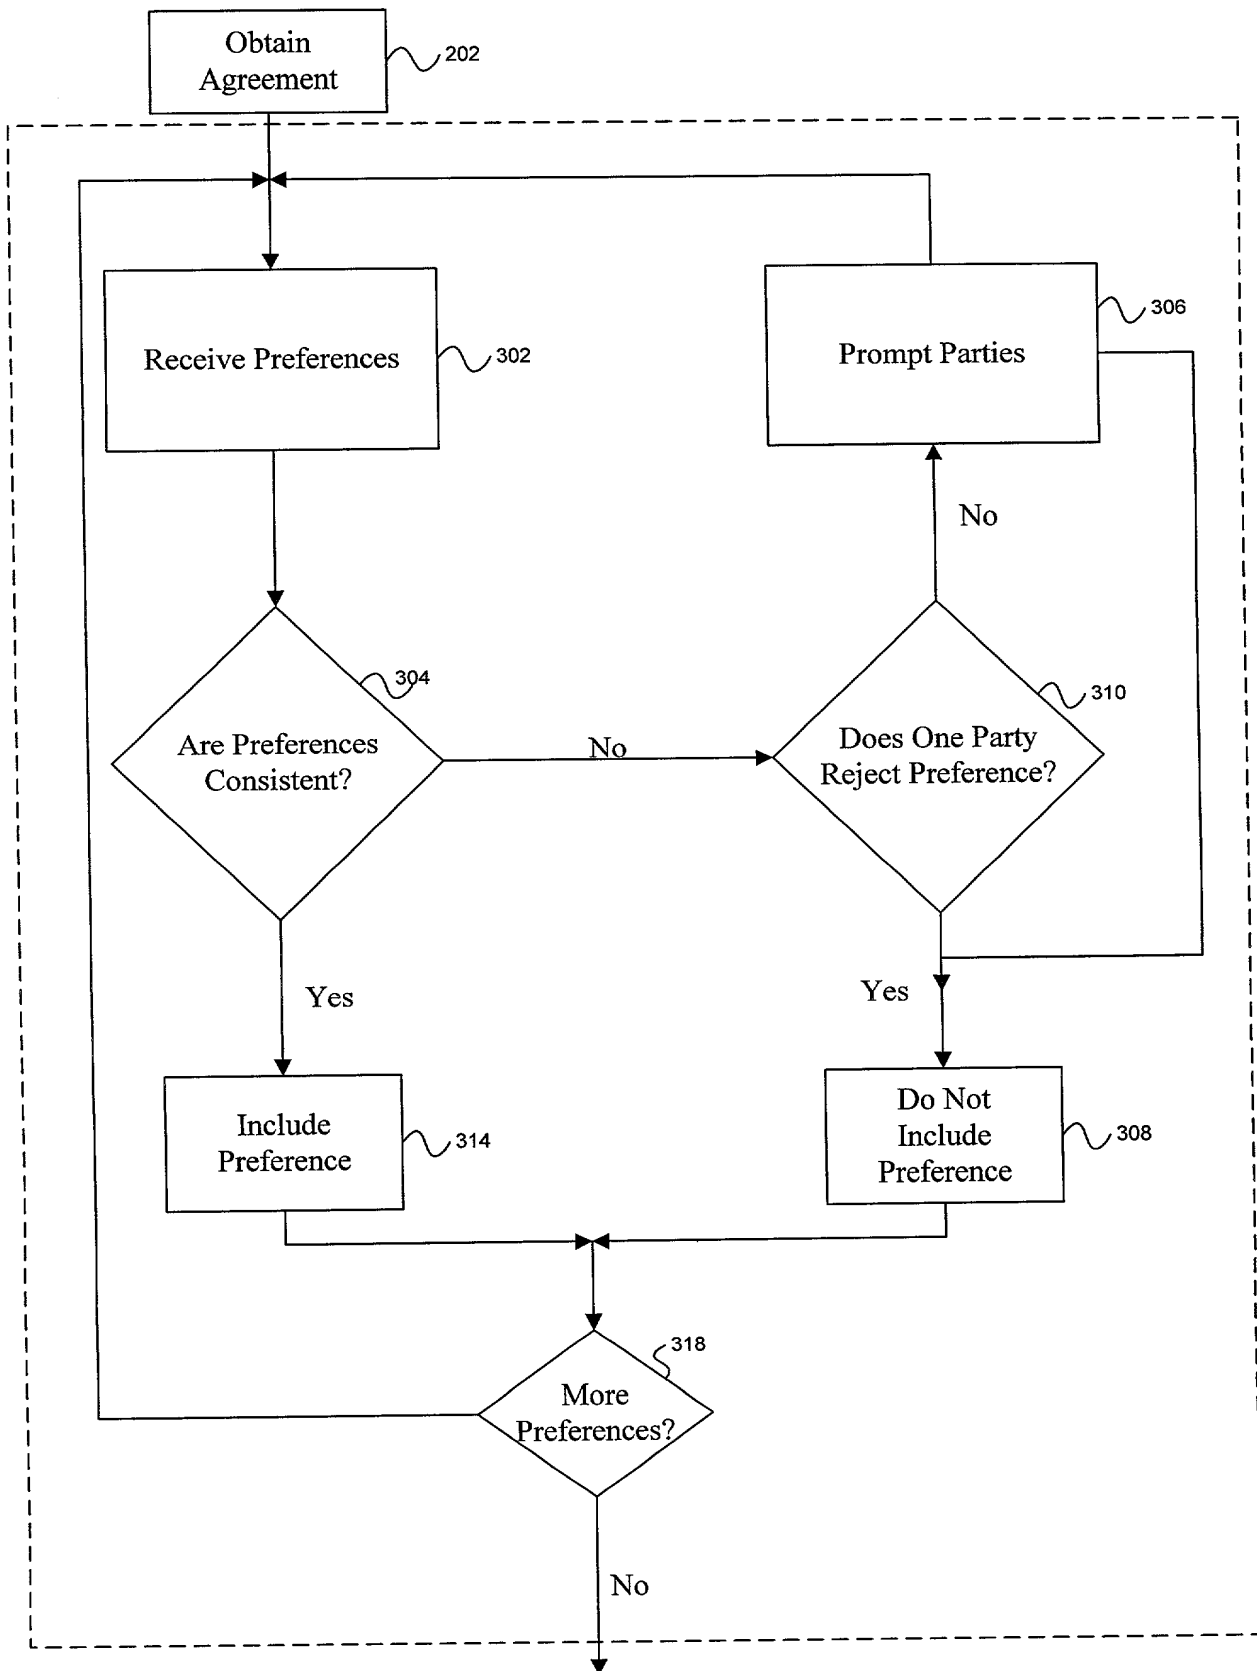 Obtain
Agreement
202
Receive Preferences
302
Prompt Parties
306
No
Are Preferences
Consistent?
304
No
Does One Party
Reject Preference?
310
Yes
Yes
Include
Preference
314
Do Not
Include
Preference
308
More
Preferences?
318
No